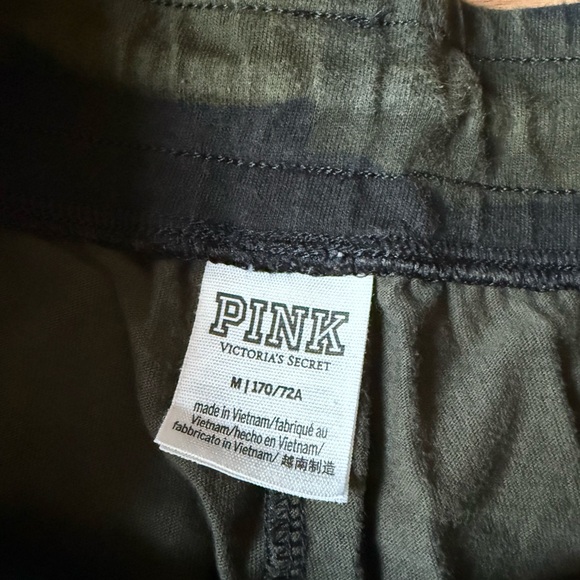 PINK
VICTORIA'S SECRET
M | 170/72A
made in Vietnam/fabriqué au
Vietnam/hecho en Vietnam/
fabbricato in Vietnam/ 越南制造